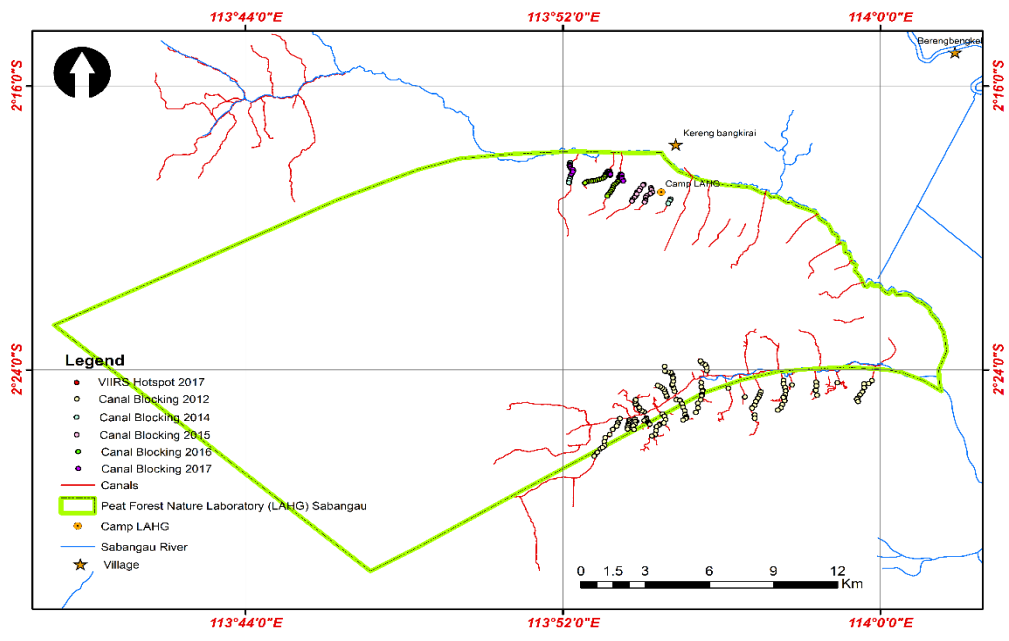 113°44'0"E
113°52'0"E
114°0'0"E
Berengbengkel
2°16'0"S
2°16'0"S
Kereng bangkirai
Camp LAHG
2°24'0"S
2°24'0"S
Legend
VIIRS Hotspot 2017
Canal Blocking 2012
Canal Blocking 2014
Canal Blocking 2015
Canal Blocking 2016
Canal Blocking 2017
Canals
Peat Forest Nature Laboratory (LAHG) Sabangau
Camp LAHG
Sabangau River
Village
0 1.5 3 6 9 12
Km
113°44'0"E
113°52'0"E
114°0'0"E